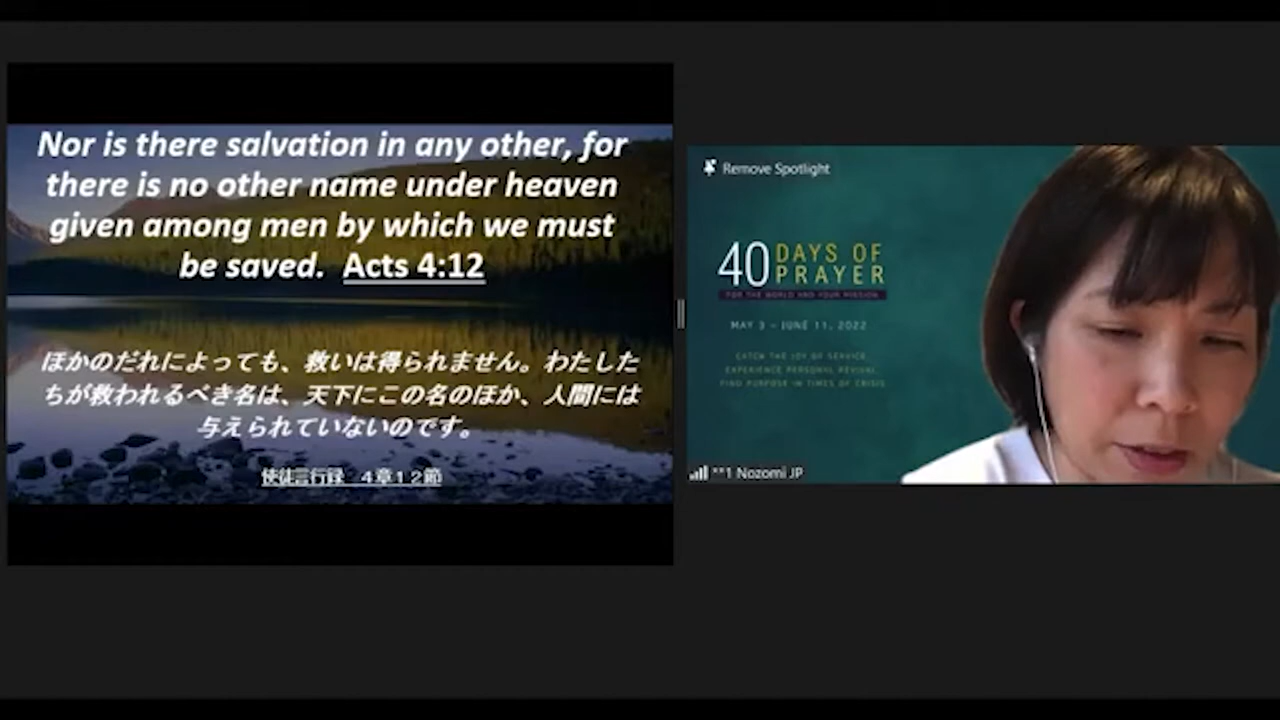 Nor is there salvation in any other, for
there is no other name under heaven
given among men by which we must
be saved. Acts 4:12
ほかのだれによっても、救いは得られません。わたした
ちが救われるべき名は、天下にこの名のほか、人間には
与えられていないのです。
使徒言行録　４章１２節
Remove Spotlight
40 DAYS OF
PRAYER
FOR THE WORLD AND YOUR MISSION
MAY 3 – JUNE 11, 2022
CATCH THE JOY OF SERVICE,
EXPERIENCE PERSONAL REVIVAL,
FIND PURPOSE IN TIMES OF CRISIS
**1 Nozomi JP